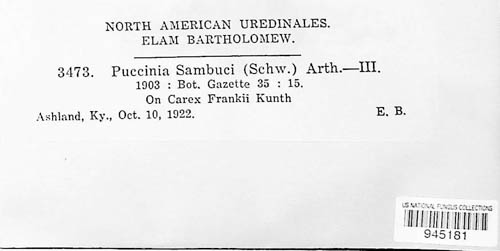 NORTH AMERICAN UREDINALES.
ELAM BARTHOLOMEW.
3473. Puccinia Sambuci (Schw.) Arth.—III.
1903 : Bot. Gazette 35 : 15.
On Carex Frankii Kunth
Ashland, Ky., Oct. 10, 1922. E. B.
US NATIONAL FUNGUS COLLECTIONS
945181